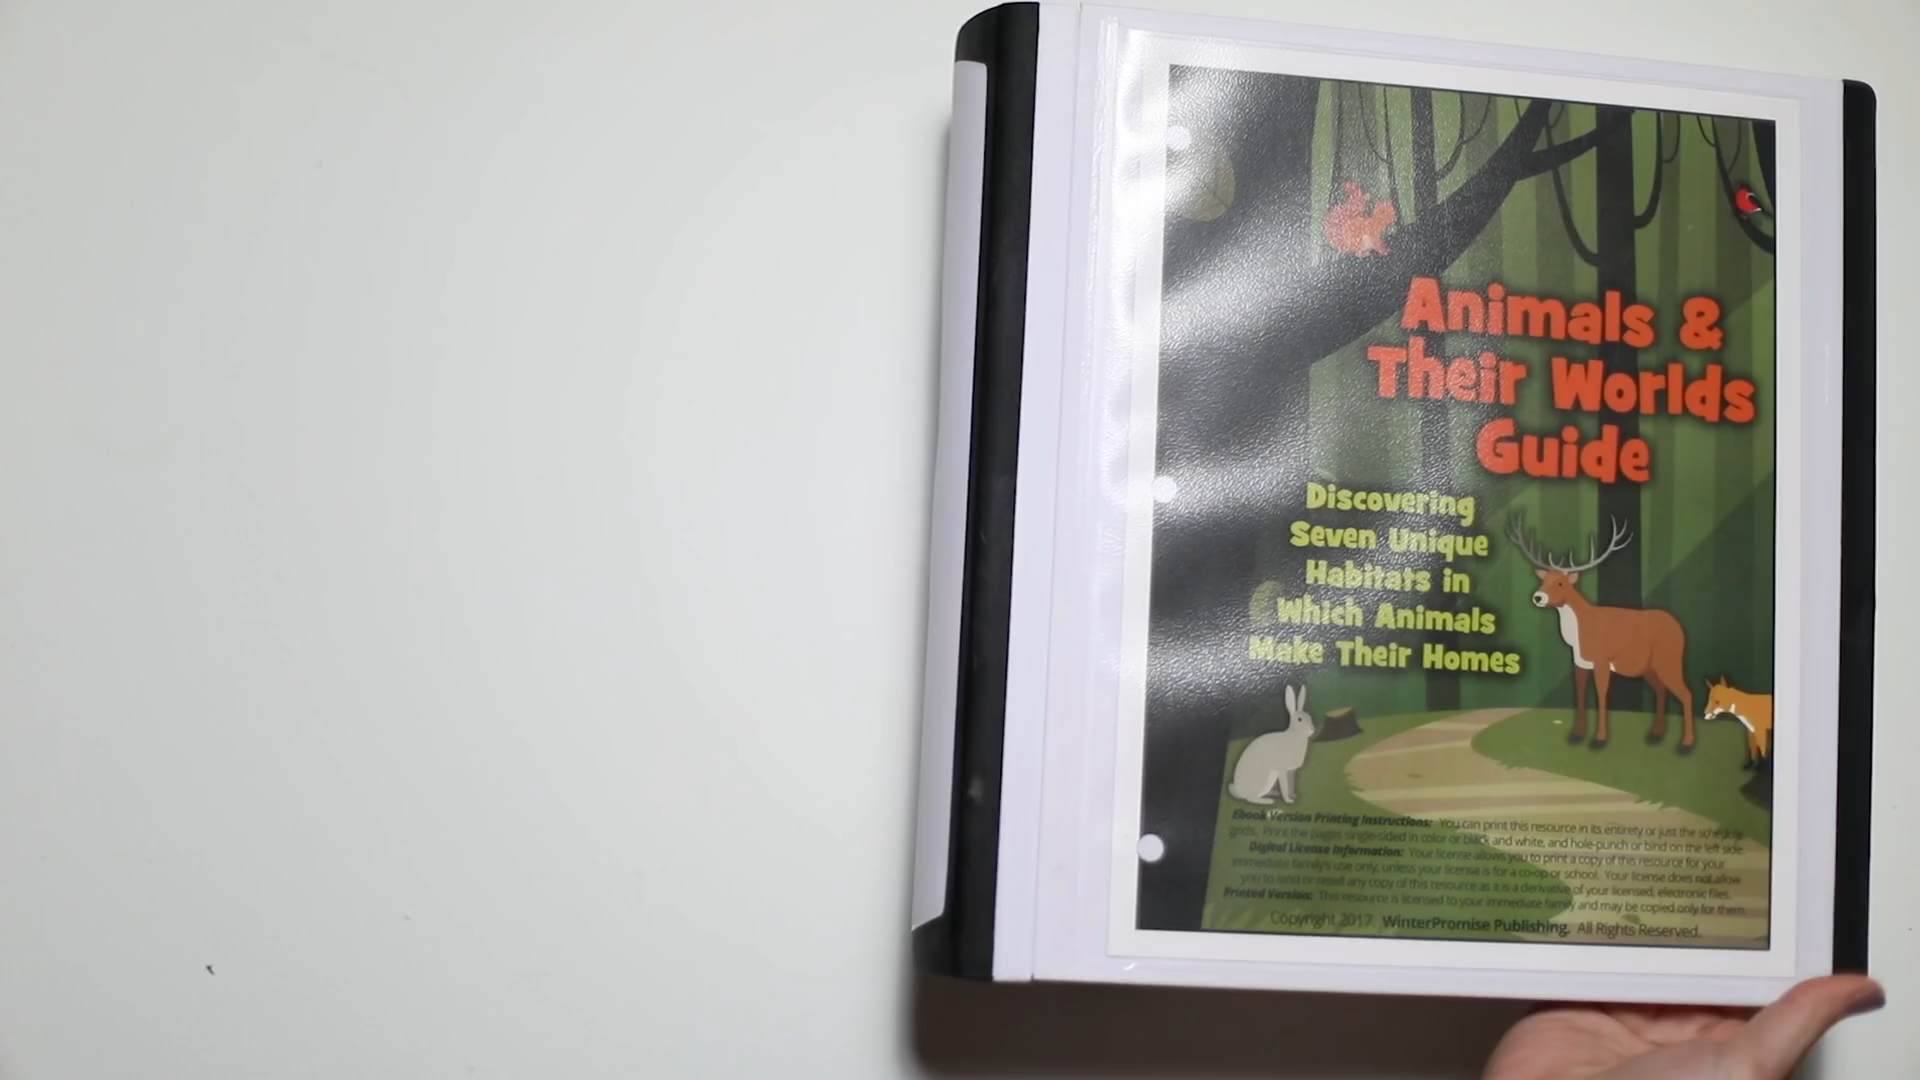 Animals &
Their Worlds
Guide
Discovering
Seven Unique
Habitats in
Which Animals
Make Their Homes
Ebook Version Printing Instructions: You can print this resource in its entirety or just the schedule
grids. Print the pages single-sided in color or black and white, and hole-punch or bind on the left side.
Digital License Information: Your license allows you to print a copy of this resource for your
immediate family's use only, unless your license is for a co-op or school. Your license does not allow
you to lend or resell any copy of this resource as it is a derivative of your licensed, electronic files.
Printed Version: This resource is licensed to your immediate family and may be copied only for them.
Copyright 2017. WinterPromise Publishing. All Rights Reserved.